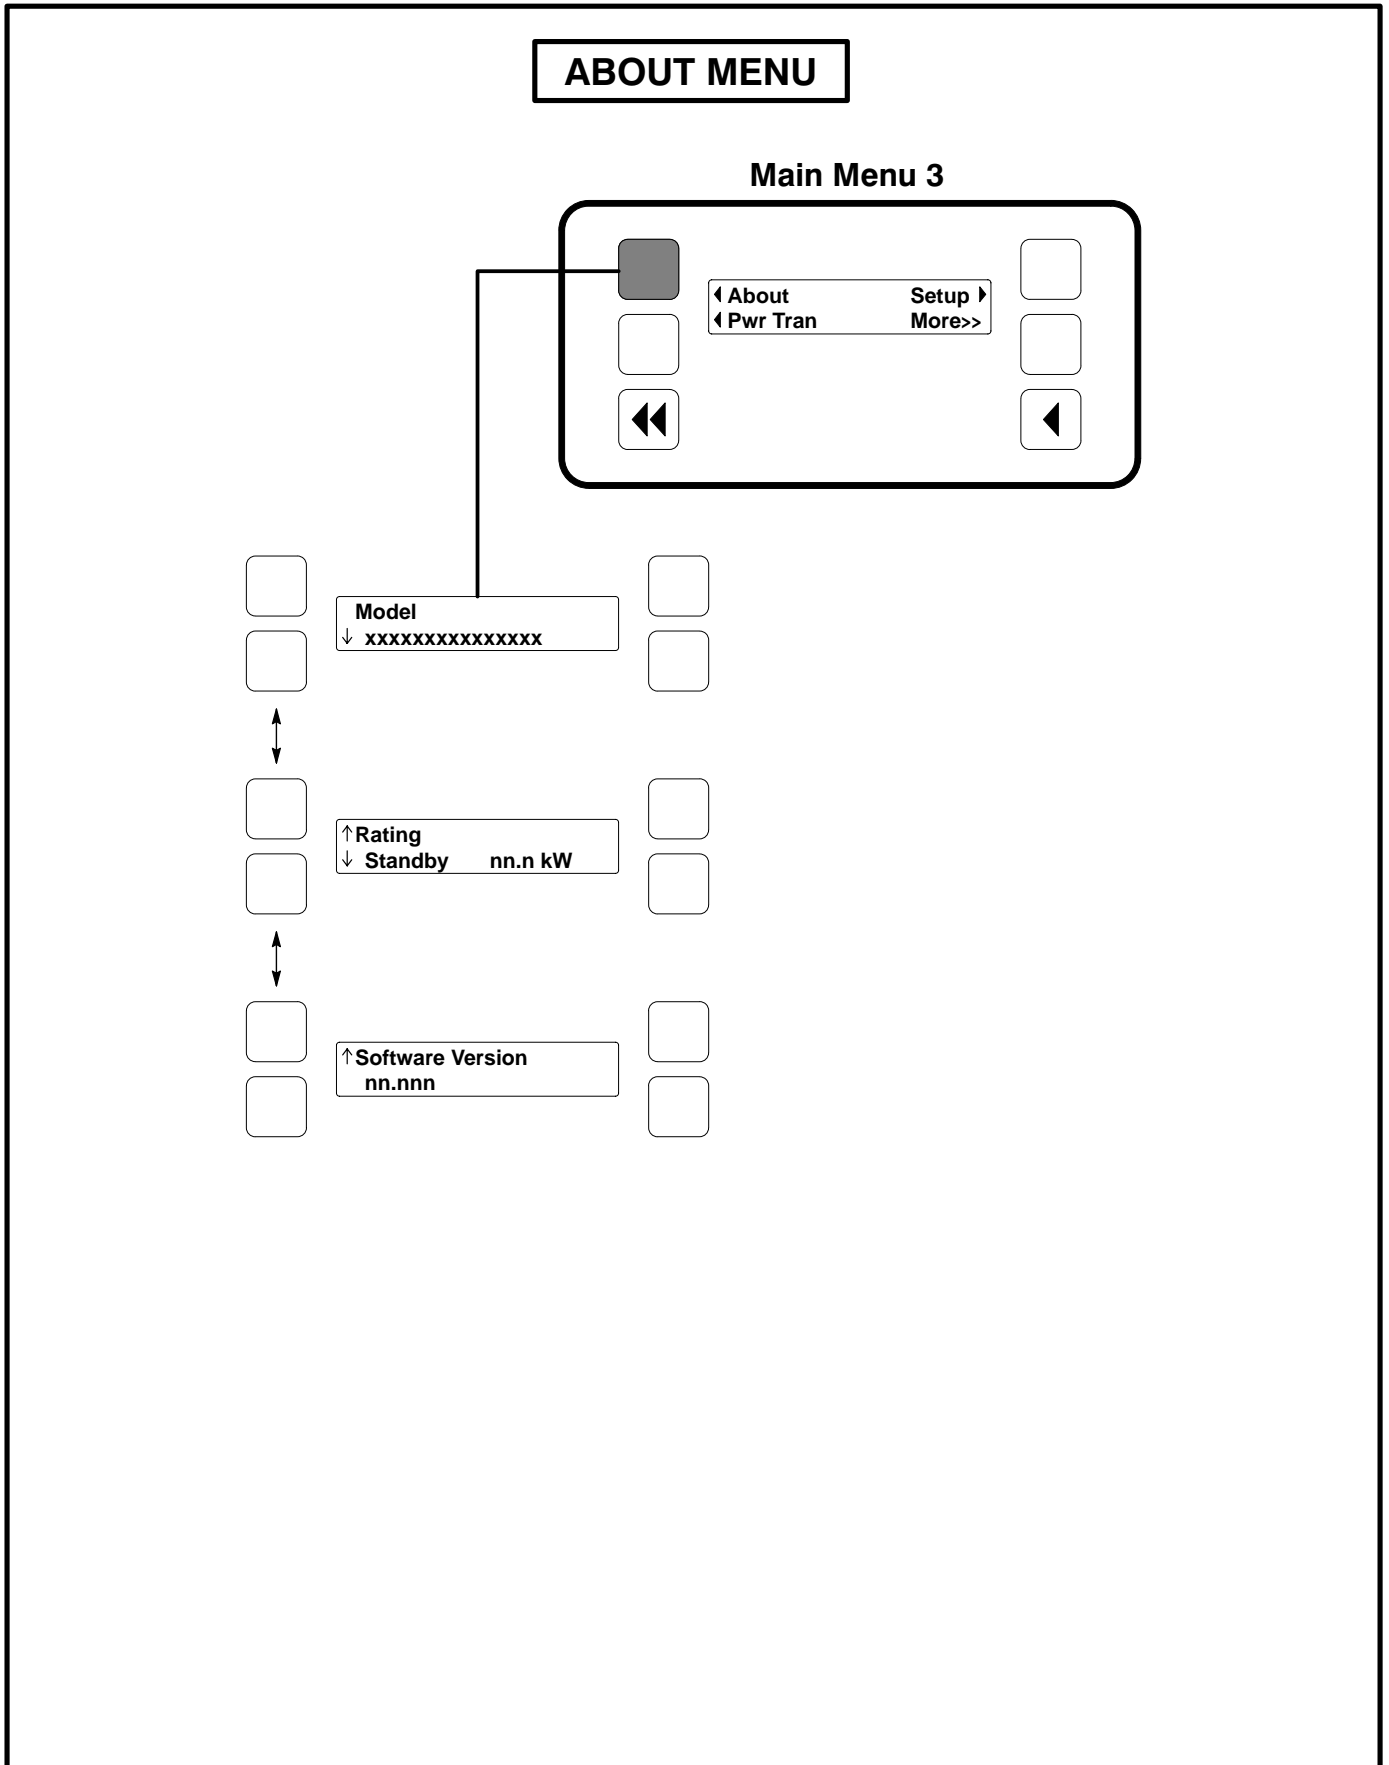 ABOUT MENU
Main Menu 3
About Setup
Pwr Tran More>>
Model
↓ xxxxxxxxxxxxxxx
↑Rating
↓ Standby nn.n kW
↑Software Version
nn.nnn